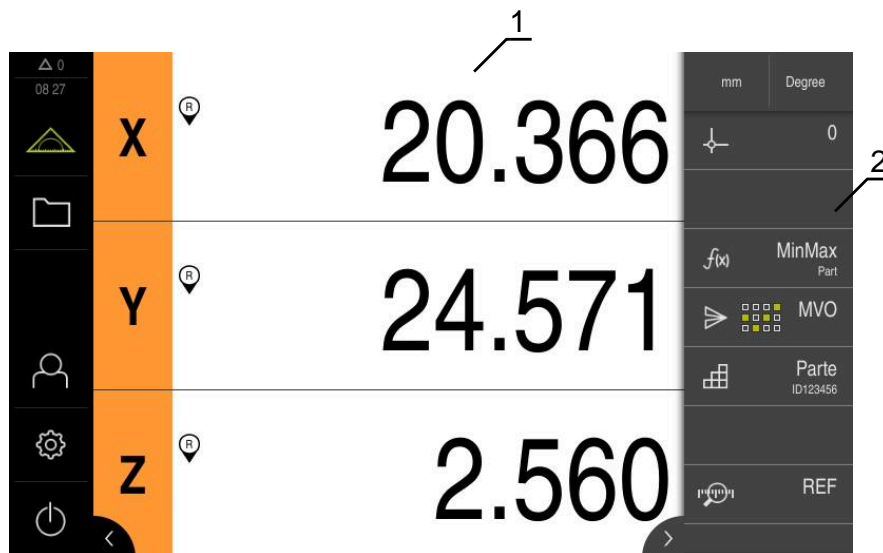 1
△ 0
08 27
mm
Degree
X
R
20.366
0
2
Y
R
24.571
f(x)
MinMax
Part
MVO
Parte
ID123456
Z
R
2.560
REF